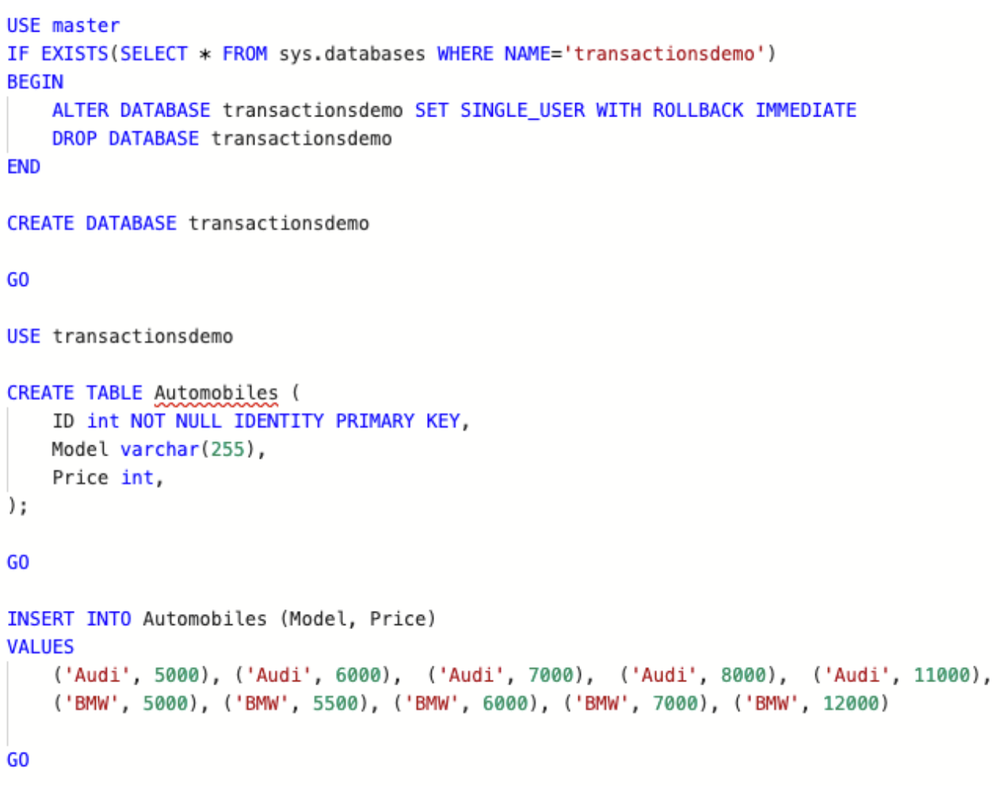 USE master
IF EXISTS(SELECT * FROM sys.databases WHERE NAME='transactionsdemo')
BEGIN
ALTER DATABASE transactionsdemo SET SINGLE_USER WITH ROLLBACK IMMEDIATE
DROP DATABASE transactionsdemo
END
CREATE DATABASE transactionsdemo
GO
USE transactionsdemo
CREATE TABLE Automobiles (
ID int NOT NULL IDENTITY PRIMARY KEY,
Model varchar(255),
Price int,
);
GO
INSERT INTO Automobiles (Model, Price)
VALUES
('Audi', 5000), ('Audi', 6000),  ('Audi', 7000),  ('Audi', 8000),  ('Audi', 11000),
('BMW', 5000), ('BMW', 5500), ('BMW', 6000), ('BMW', 7000), ('BMW', 12000)
GO